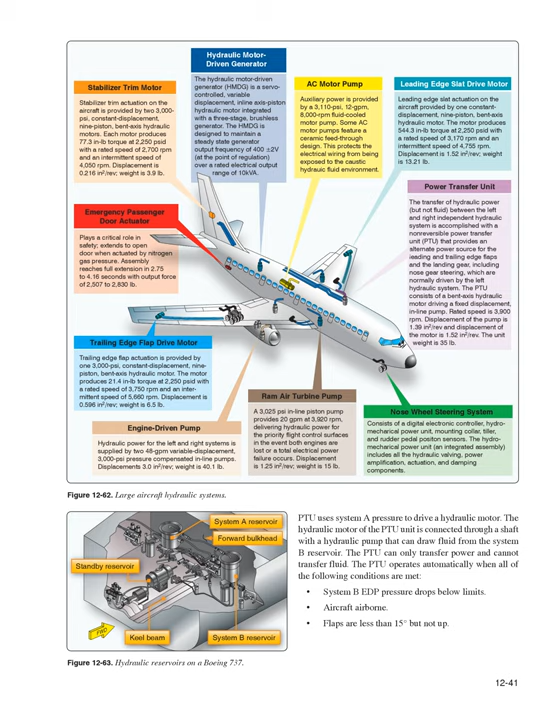 Hydraulic Motor-
Driven Generator
The hydraulic motor-driven
generator (HMDG) is a servo-
controlled, variable
displacement, inline axis-piston
hydraulic motor integrated
with a three-stage, brushless
generator. The HMDG is
designed to maintain a
steady state generator
output frequency of 400 ±2V
(at the point of regulation)
over a rated electrical output
range of 10kVA.
Stabilizer Trim Motor
Stabilizer trim actuation on the
aircraft is provided by two 3,000-
psi, constant-displacement,
nine-piston, bent-axis hydraulic
motors. Each motor produces
77.3 in-lb torque at 2,250 psid
with a rated speed of 2,700 rpm
and an intermittent speed of
4,050 rpm. Displacement is
0.216 in²/rev; weight is 3.9 lb.
AC Motor Pump
Auxiliary power is provided
by a 3,110-psi, 12-gpm,
8,000-rpm fluid-cooled
motor pump. Some AC
motor pumps feature a
ceramic feed-through
design. This protects the
electrical wiring from being
exposed to the caustic
hydraulic fluid environment.
Leading Edge Slat Drive Motor
Leading edge slat actuation on the
aircraft is provided by one constant-
displacement, nine-piston, bent-axis
hydraulic motor. The motor produces
544.3 in-lb torque at 2,250 psid with
a rated speed of 3,170 rpm and an
intermittent speed of 4,755 rpm.
Displacement is 1.52 in²/rev; weight
is 13.21 lb.
Power Transfer Unit
The transfer of hydraulic power
(but not fluid) between the left
and right independent hydraulic
system is accomplished with a
nonreversible power transfer
unit (PTU) that provides an
alternate power source for the
leading and trailing edge flaps
and the landing gear, including
nose gear steering, which are
normally driven by the left
hydraulic system. The PTU
consists of a bent-axis hydraulic
motor driving a fixed displacement,
in-line pump. Rated speed is 3,900
rpm. Displacement of the pump is
1.39 in²/rev and displacement of
the motor is 1.52 in²/rev. The unit
weight is 35 lb.
Emergency Passenger
Door Actuator
Plays a critical role in
safety; extends to open
door when actuated by nitrogen
gas pressure. Assembly
reaches full extension in 2.75
to 4.16 seconds with output force
of 2,507 to 2,830 lb.
Trailing Edge Flap Drive Motor
Trailing edge flap actuation is provided by
one 3,000-psi, constant-displacement, nine-
piston, bent-axis hydraulic motor. The motor
produces 21.4 in-lb torque at 2,250 psid with
a rated speed of 3,750 rpm and an inter-
mittent speed of 5,660 rpm. Displacement is
0.596 in²/rev; weight is 6.5 lb.
Engine-Driven Pump
Hydraulic power for the left and right systems is
supplied by two 48-gpm variable-displacement,
3,000-psi pressure compensated in-line pumps.
Displacements 3.0 in²/rev; weight is 40.1 lb.
Ram Air Turbine Pump
A 3,025 psi in-line piston pump
provides 20 gpm at 3,920 rpm,
delivering hydraulic power for
the priority flight control surfaces
in the event both engines are
lost or a total electrical power
failure occurs. Displacement
is 1.25 in²/rev; weight is 15 lb.
Nose Wheel Steering System
Consists of a digital electronic controller, hydro-
mechanical power unit, mounting collar, tiller,
and rudder pedal position sensors. The hydro-
mechanical power unit (an integrated assembly)
includes all the hydraulic valving, power
amplification, actuation, and damping
components.
Figure 12-62. Large aircraft hydraulic systems.
System A reservoir
Forward bulkhead
Standby reservoir
FWD
Keel beam
System B reservoir
Figure 12-63. Hydraulic reservoirs on a Boeing 737.
PTU uses system A pressure to drive a hydraulic motor. The
hydraulic motor of the PTU unit is connected through a shaft
with a hydraulic pump that can draw fluid from the system
B reservoir. The PTU can only transfer power and cannot
transfer fluid. The PTU operates automatically when all of
the following conditions are met:
• System B EDP pressure drops below limits.
• Aircraft airborne.
• Flaps are less than 15° but not up.
12-41